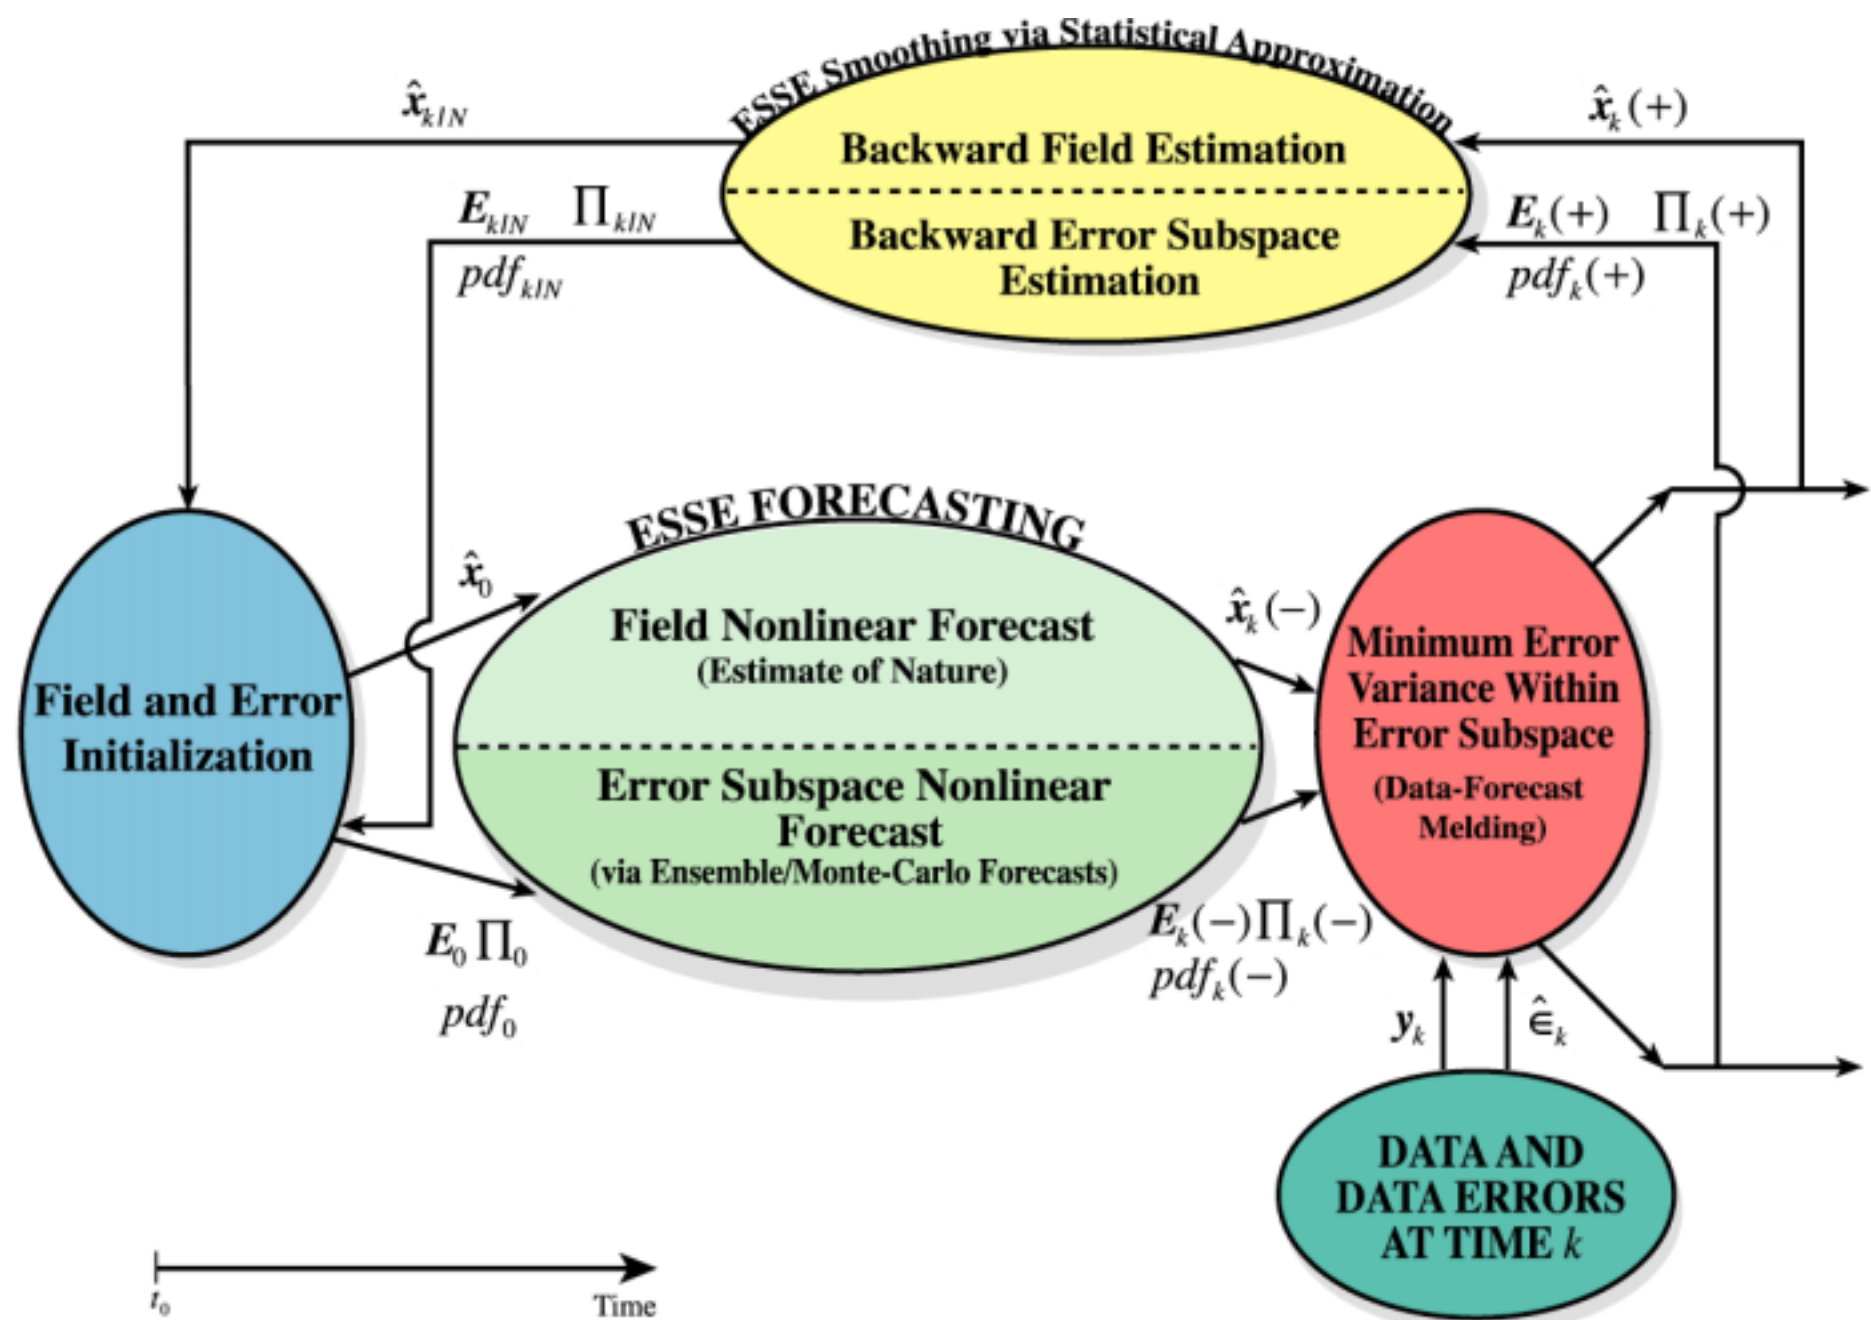 ESSE Smoothing via Statistical Approximation
x̂ₖ|N
x̂ₖ(+)
Backward Field Estimation
Eₖ|N Πₖ|N
pdfₖ|N
Backward Error Subspace
Estimation
Eₖ(+) Πₖ(+)
pdfₖ(+)
ESSE FORECASTING
x̂₀
Field Nonlinear Forecast
(Estimate of Nature)
x̂ₖ(−)
Field and Error
Initialization
Error Subspace Nonlinear
Forecast
(via Ensemble/Monte-Carlo Forecasts)
Minimum Error
Variance Within
Error Subspace
(Data-Forecast
Melding)
E₀ Π₀
pdf₀
Eₖ(−) Πₖ(−)
pdfₖ(−)
yₖ
ϵ̂ₖ
DATA AND
DATA ERRORS
AT TIME k
t₀
Time